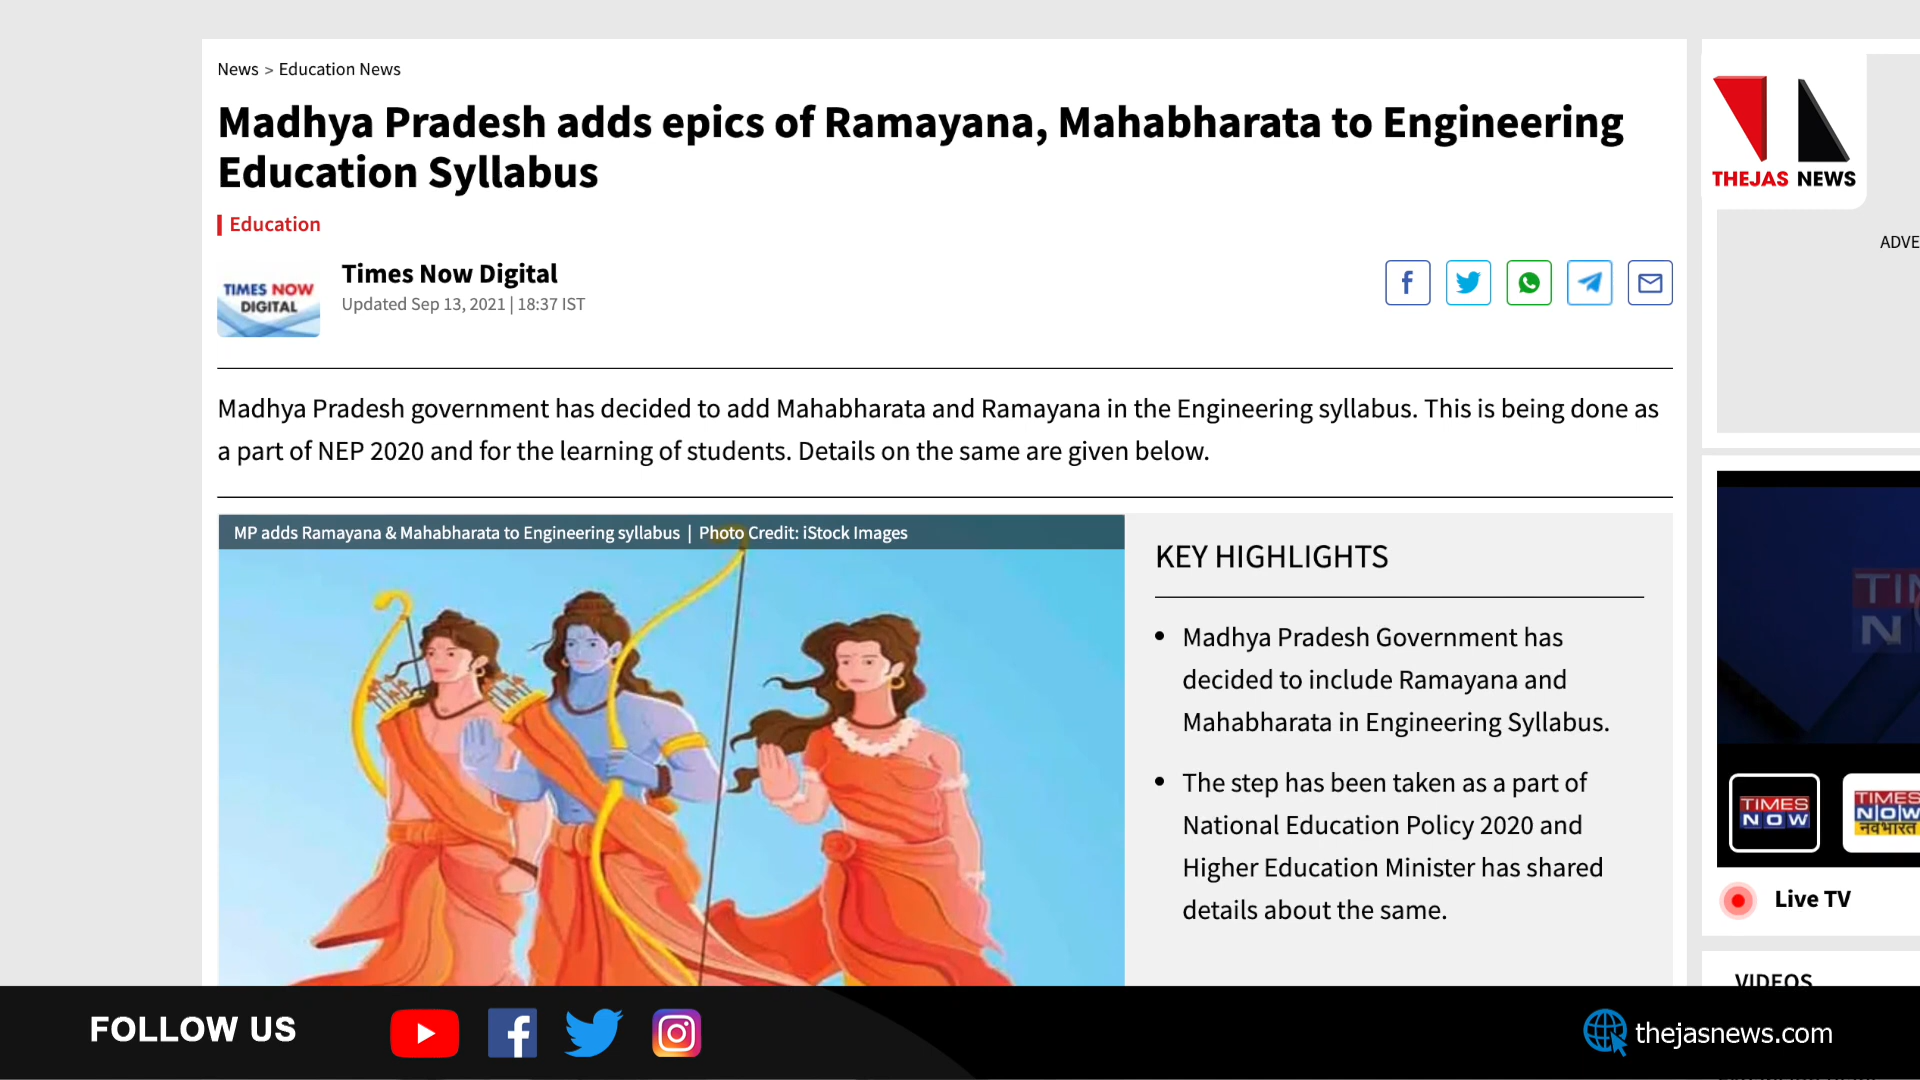 News > Education News
Madhya Pradesh adds epics of Ramayana, Mahabharata to Engineering
Education Syllabus
Education
TIMES NOW
DIGITAL
Times Now Digital
Updated Sep 13, 2021 | 18:37 IST
Madhya Pradesh government has decided to add Mahabharata and Ramayana in the Engineering syllabus. This is being done as
a part of NEP 2020 and for the learning of students. Details on the same are given below.
MP adds Ramayana & Mahabharata to Engineering syllabus | Photo Credit: iStock Images
KEY HIGHLIGHTS
• Madhya Pradesh Government has
decided to include Ramayana and
Mahabharata in Engineering Syllabus.
• The step has been taken as a part of
National Education Policy 2020 and
Higher Education Minister has shared
details about the same.
THEJAS NEWS
ADVE
TIMES
NOW
TIMES
NOW
नवभारत
Live TV
VIDEOS
FOLLOW US
thejasnews.com